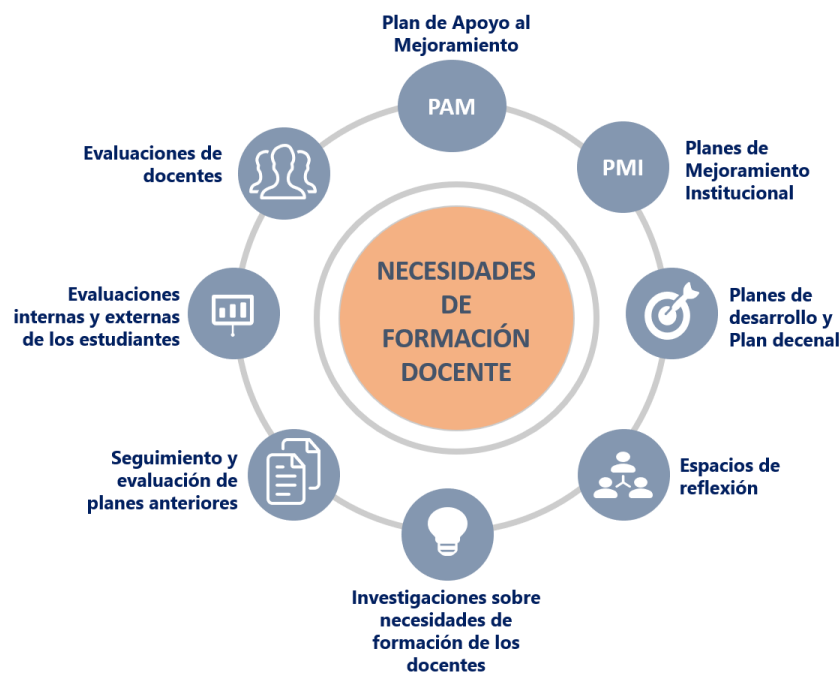 Plan de Apoyo al
Mejoramiento
PAM
PMI
Planes de
Mejoramiento
Institucional
Planes de
desarrollo y
Plan decenal
Espacios de
reflexión
Investigaciones sobre
necesidades de
formación de los
docentes
Seguimiento y
evaluación de
planes anteriores
Evaluaciones
internas y externas
de los estudiantes
Evaluaciones de
docentes
NECESIDADES
DE
FORMACIÓN
DOCENTE